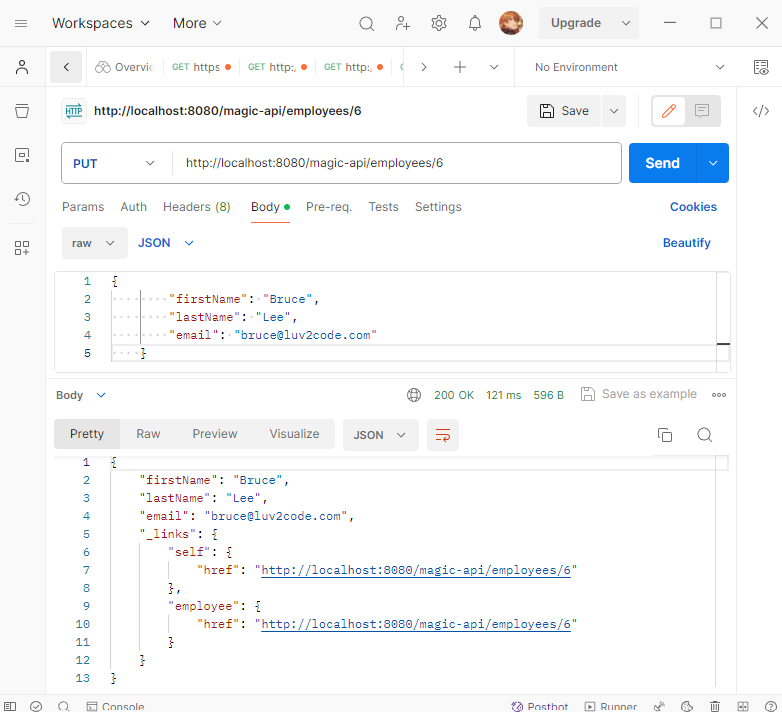 Workspaces More Upgrade
Overvi GET https GET http:, GET http:, No Environment
HTTP http://localhost:8080/magic-api/employees/6 Save
PUT http://localhost:8080/magic-api/employees/6 Send
Params Auth Headers (8) Body Pre-req. Tests Settings Cookies
raw JSON Beautify
1 {
2 "firstName": "Bruce",
3 "lastName": "Lee",
4 "email": "bruce@luv2code.com"
5 }
Body 200 OK 121 ms 596 B Save as example
Pretty Raw Preview Visualize JSON
1 {
2 "firstName": "Bruce",
3 "lastName": "Lee",
4 "email": "bruce@luv2code.com",
5 "_links": {
6 "self": {
7 "href": "http://localhost:8080/magic-api/employees/6"
8 },
9 "employee": {
10 "href": "http://localhost:8080/magic-api/employees/6"
11 }
12 }
13 }
Console Postbot Runner